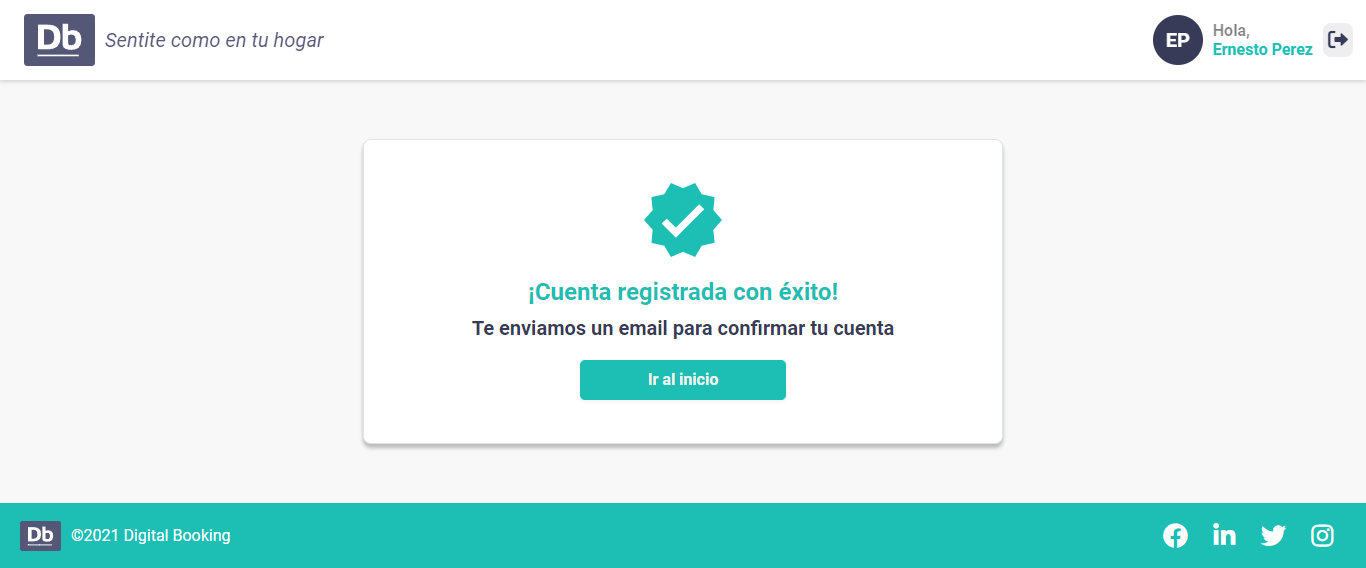 Db
Sentite como en tu hogar
EP
Hola,
Ernesto Perez
¡Cuenta registrada con éxito!
Te enviamos un email para confirmar tu cuenta
Ir al inicio
Db
©2021 Digital Booking